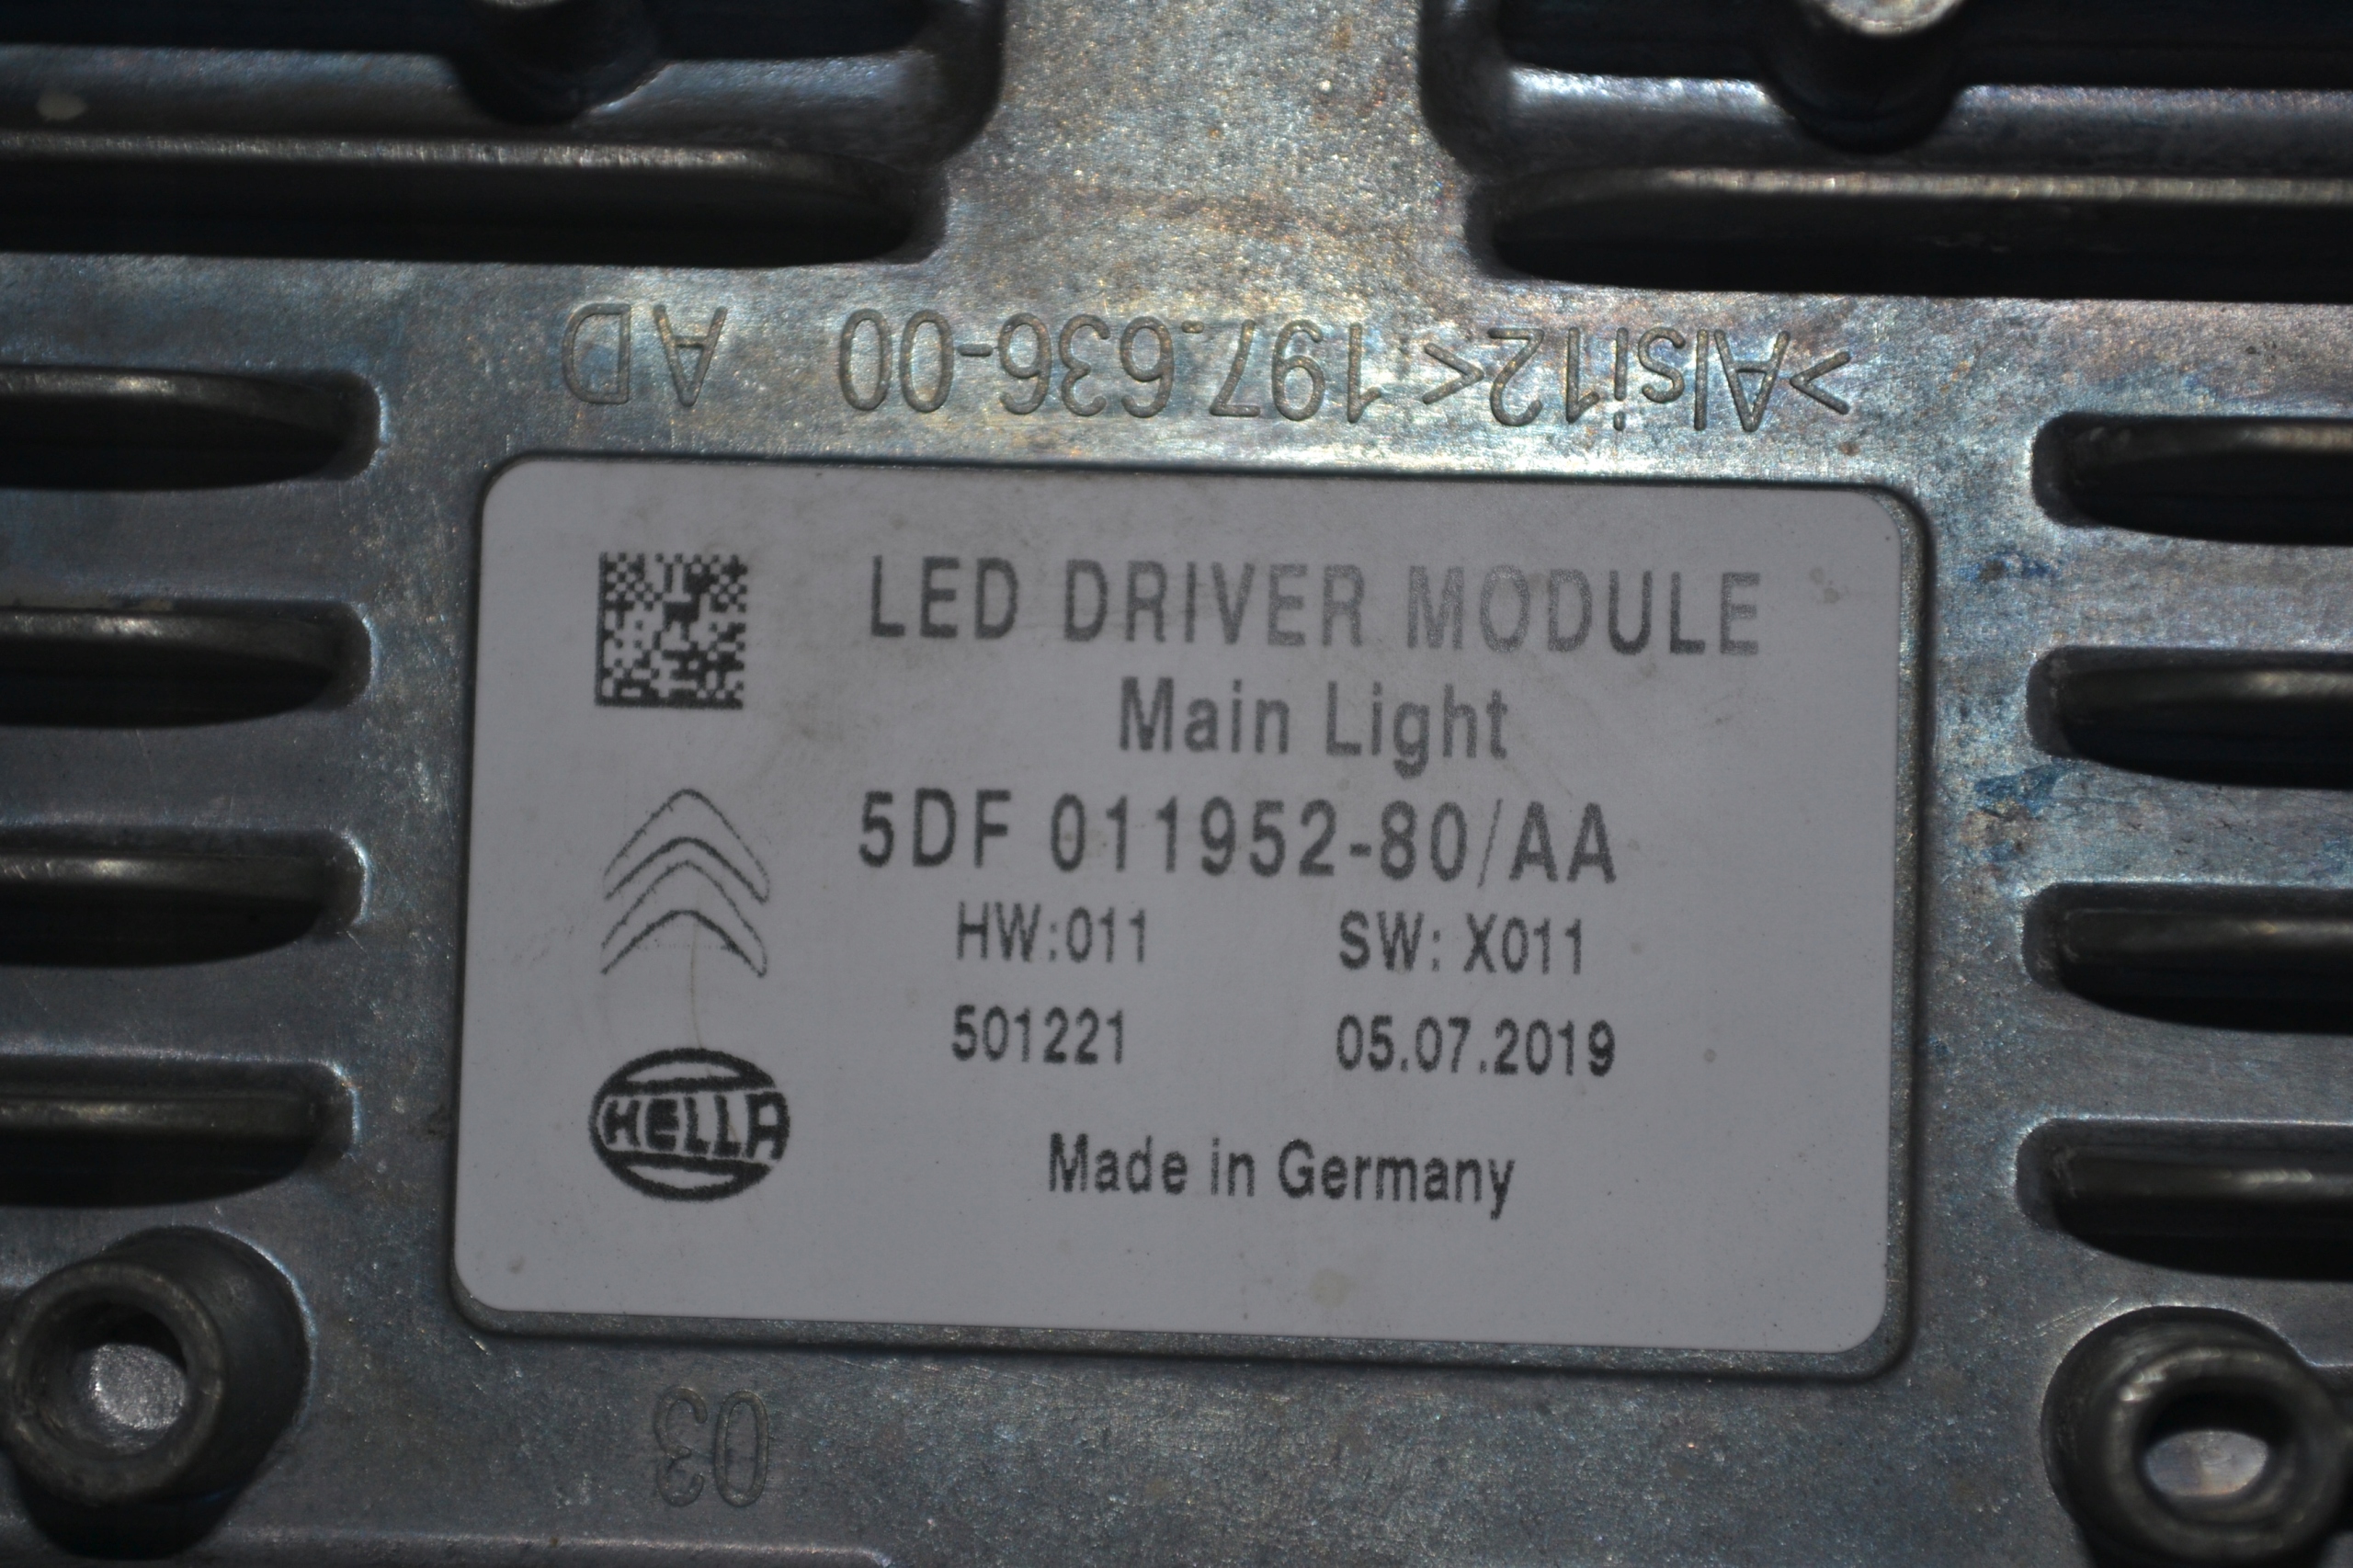 >Alsi12< 197.636-00 AD
LED DRIVER MODULE
Main Light
5DF 011952-80/AA
HW:011 SW: X011
501221 05.07.2019
HELLA
Made in Germany
03